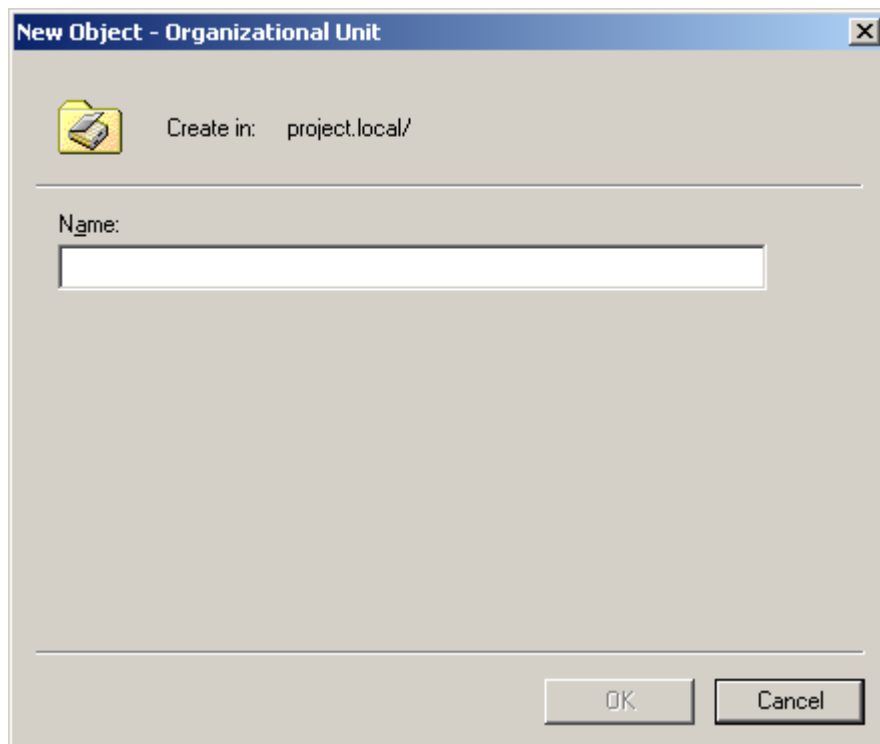 New Object - Organizational Unit
Create in: project.local/
Name:
OK Cancel